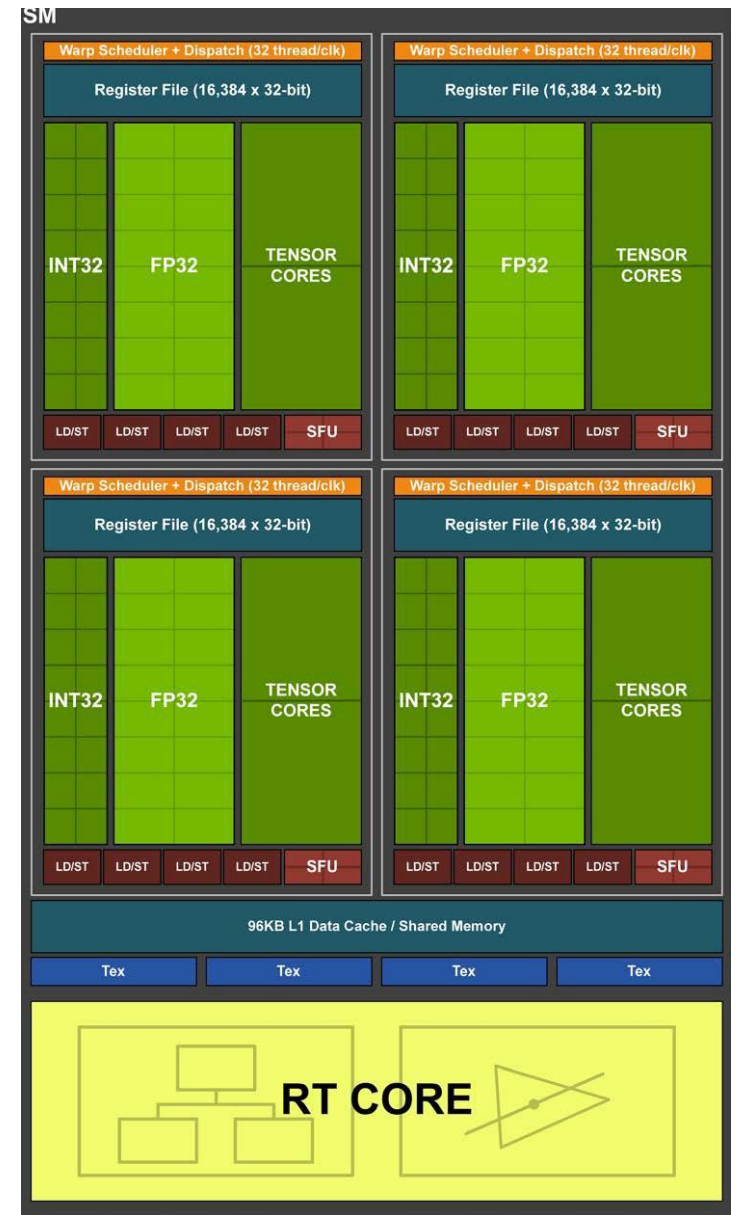 SM
Warp Scheduler + Dispatch (32 thread/clk)
Register File (16,384 x 32-bit)
INT32
FP32
TENSOR
CORES
LD/ST
LD/ST
LD/ST
LD/ST
SFU
Warp Scheduler + Dispatch (32 thread/clk)
Register File (16,384 x 32-bit)
INT32
FP32
TENSOR
CORES
LD/ST
LD/ST
LD/ST
LD/ST
SFU
Warp Scheduler + Dispatch (32 thread/clk)
Register File (16,384 x 32-bit)
INT32
FP32
TENSOR
CORES
LD/ST
LD/ST
LD/ST
LD/ST
SFU
Warp Scheduler + Dispatch (32 thread/clk)
Register File (16,384 x 32-bit)
INT32
FP32
TENSOR
CORES
LD/ST
LD/ST
LD/ST
LD/ST
SFU
96KB L1 Data Cache / Shared Memory
Tex
Tex
Tex
Tex
RT CORE